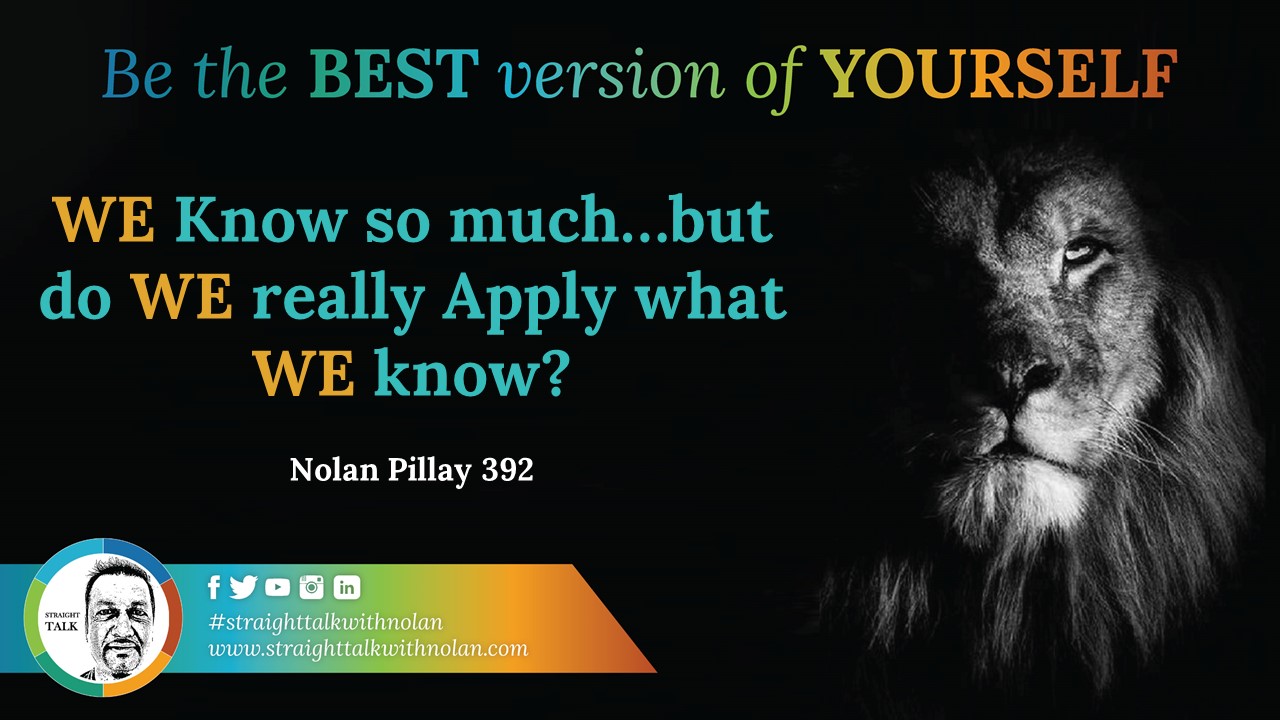 Be the BEST version of YOURSELF
WE Know so much...but
do WE really Apply what
WE know?
Nolan Pillay 392
STRAIGHT
TALK
#straighttalkwithnolan
www.straighttalkwithnolan.com